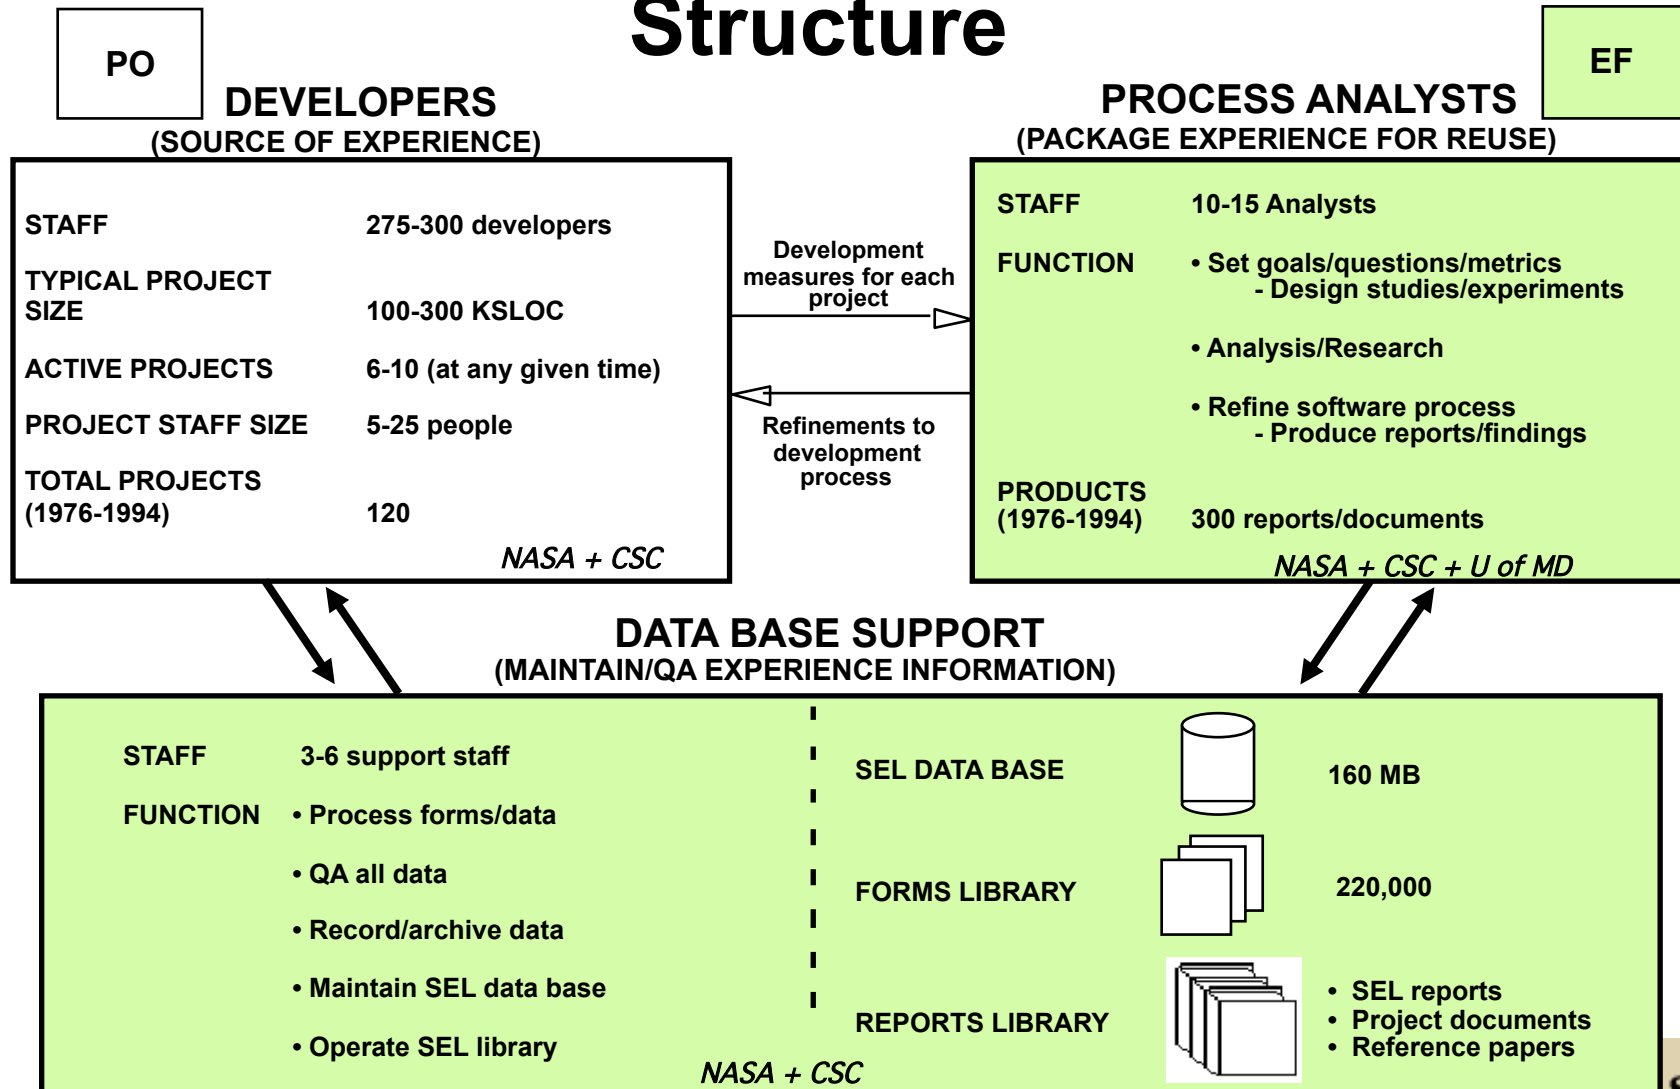 Structure
PO
EF
DEVELOPERS
(SOURCE OF EXPERIENCE)
STAFF 275-300 developers
TYPICAL PROJECT
SIZE 100-300 KSLOC
ACTIVE PROJECTS 6-10 (at any given time)
PROJECT STAFF SIZE 5-25 people
TOTAL PROJECTS
(1976-1994) 120
NASA + CSC
Development
measures for each
project
Refinements to
development
process
PROCESS ANALYSTS
(PACKAGE EXPERIENCE FOR REUSE)
STAFF 10-15 Analysts
FUNCTION • Set goals/questions/metrics
- Design studies/experiments
• Analysis/Research
• Refine software process
- Produce reports/findings
PRODUCTS
(1976-1994) 300 reports/documents
NASA + CSC + U of MD
DATA BASE SUPPORT
(MAINTAIN/QA EXPERIENCE INFORMATION)
STAFF 3-6 support staff
FUNCTION • Process forms/data
• QA all data
• Record/archive data
• Maintain SEL data base
• Operate SEL library
NASA + CSC
SEL DATA BASE 160 MB
FORMS LIBRARY 220,000
REPORTS LIBRARY
• SEL reports
• Project documents
• Reference papers